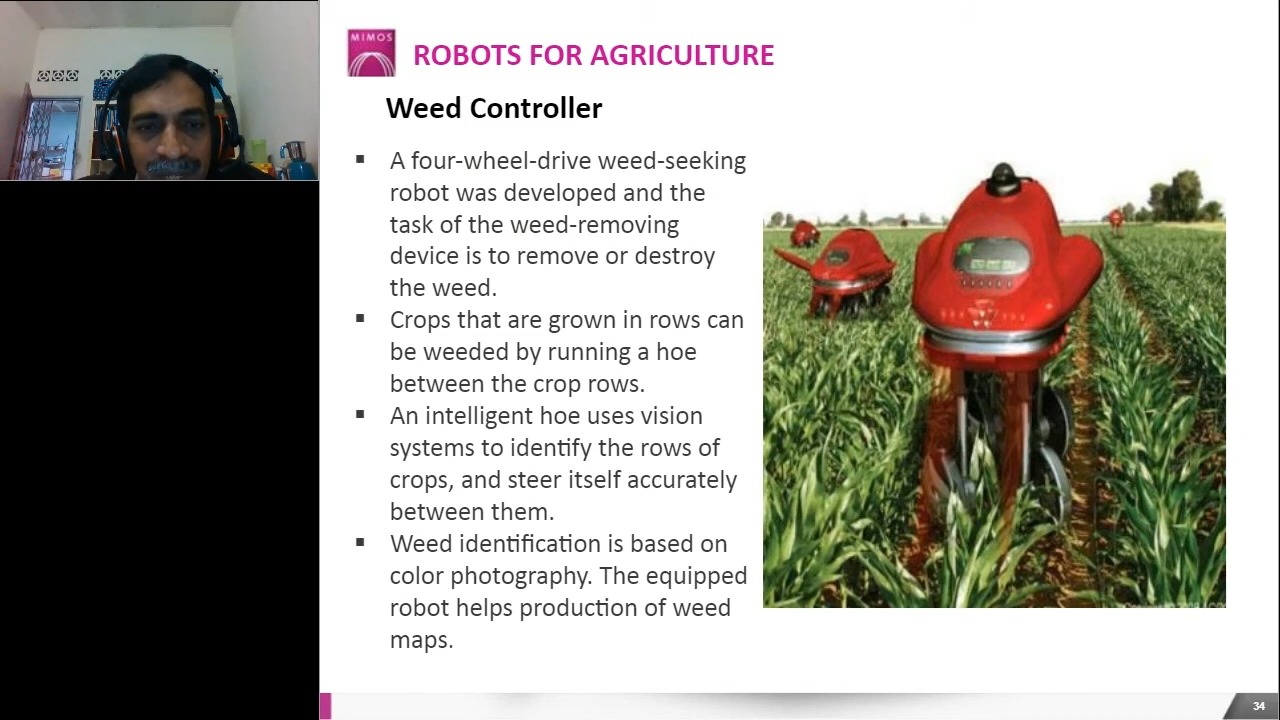 MIMOS
ROBOTS FOR AGRICULTURE
Weed Controller
▪ A four-wheel-drive weed-seeking
robot was developed and the
task of the weed-removing
device is to remove or destroy
the weed.
▪ Crops that are grown in rows can
be weeded by running a hoe
between the crop rows.
▪ An intelligent hoe uses vision
systems to identify the rows of
crops, and steer itself accurately
between them.
▪ Weed identification is based on
color photography. The equipped
robot helps production of weed
maps.
34